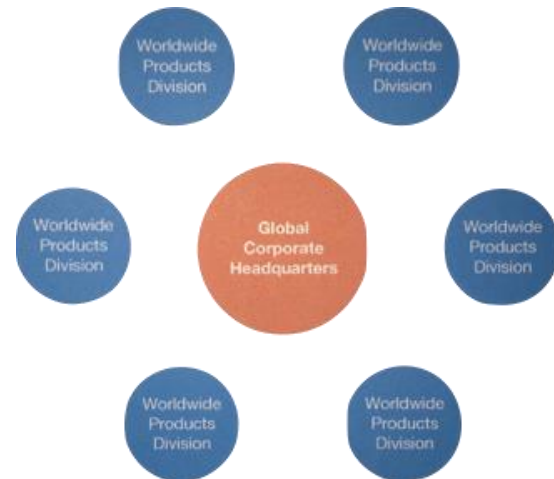 Worldwide
Products
Division
Worldwide
Products
Division
Worldwide
Products
Division
Global
Corporate
Headquarters
Worldwide
Products
Division
Worldwide
Products
Division
Worldwide
Products
Division